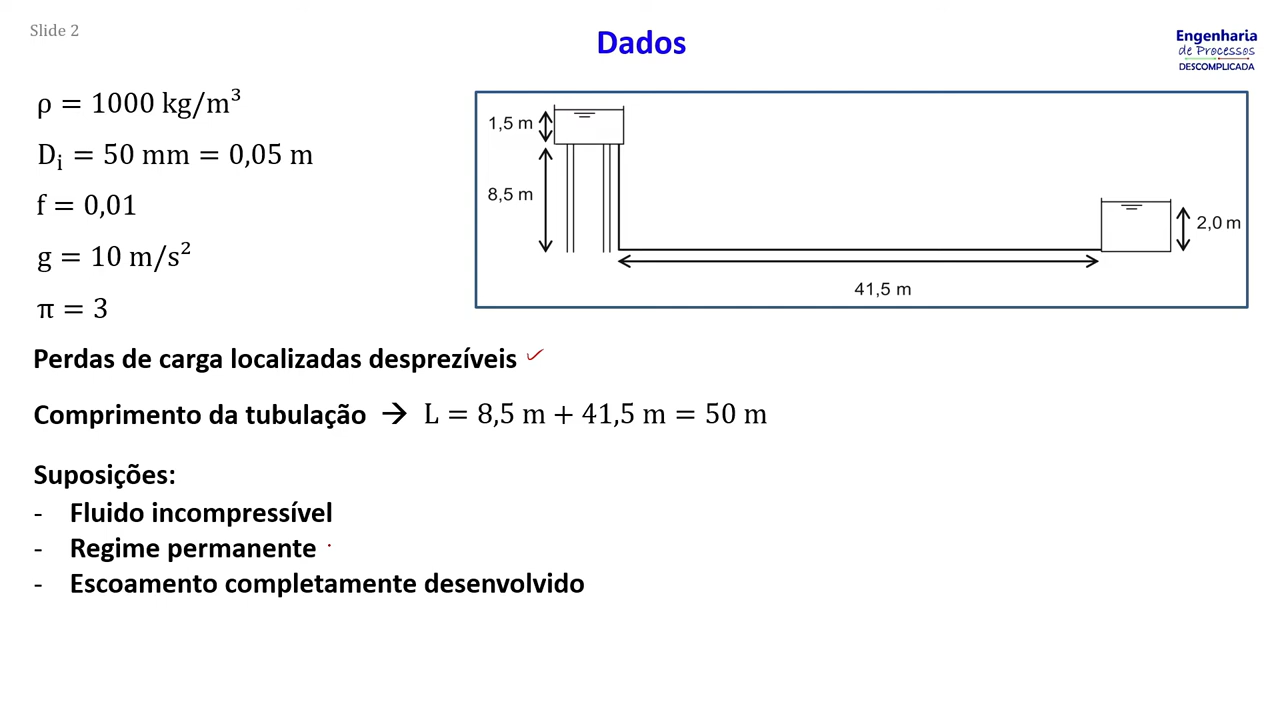 Slide 2
Dados
Engenharia
de Processos
DESCOMPLICADA
ρ = 1000 kg/m³
Dᵢ = 50 mm = 0,05 m
f = 0,01
g = 10 m/s²
π = 3
1,5 m
8,5 m
2,0 m
41,5 m
Perdas de carga localizadas desprezíveis ✓
Comprimento da tubulação → L = 8,5 m + 41,5 m = 50 m
Suposições:
- Fluido incompressível
- Regime permanente
- Escoamento completamente desenvolvido